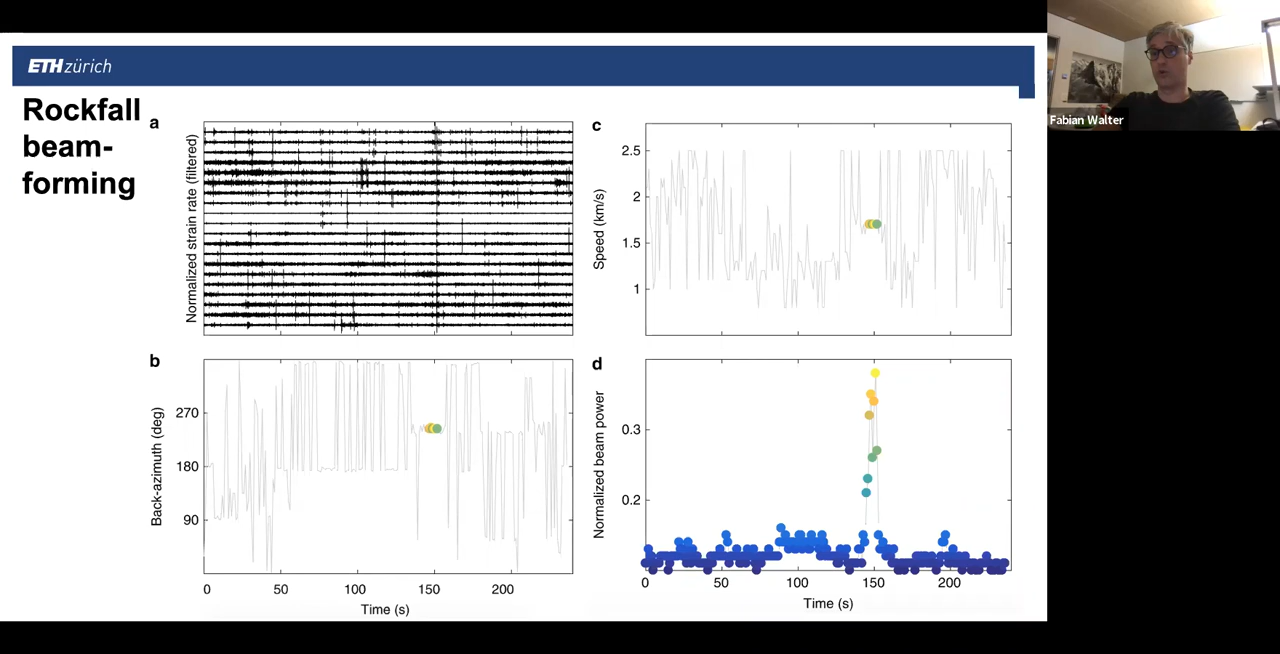 ETH zürich
Rockfall
beam-
forming
a
Normalized strain rate (filtered)
c
Speed (km/s)
2.5
2
1.5
1
b
Back-azimuth (deg)
270
180
90
0
50
100
150
200
Time (s)
d
Normalized beam power
0.3
0.2
0
50
100
150
200
Time (s)
Fabian Walter